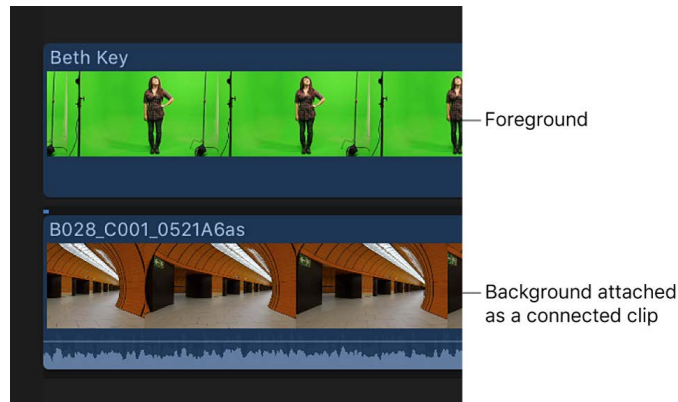 Beth Key
Foreground
B028_C001_0521A6as
Background attached
as a connected clip